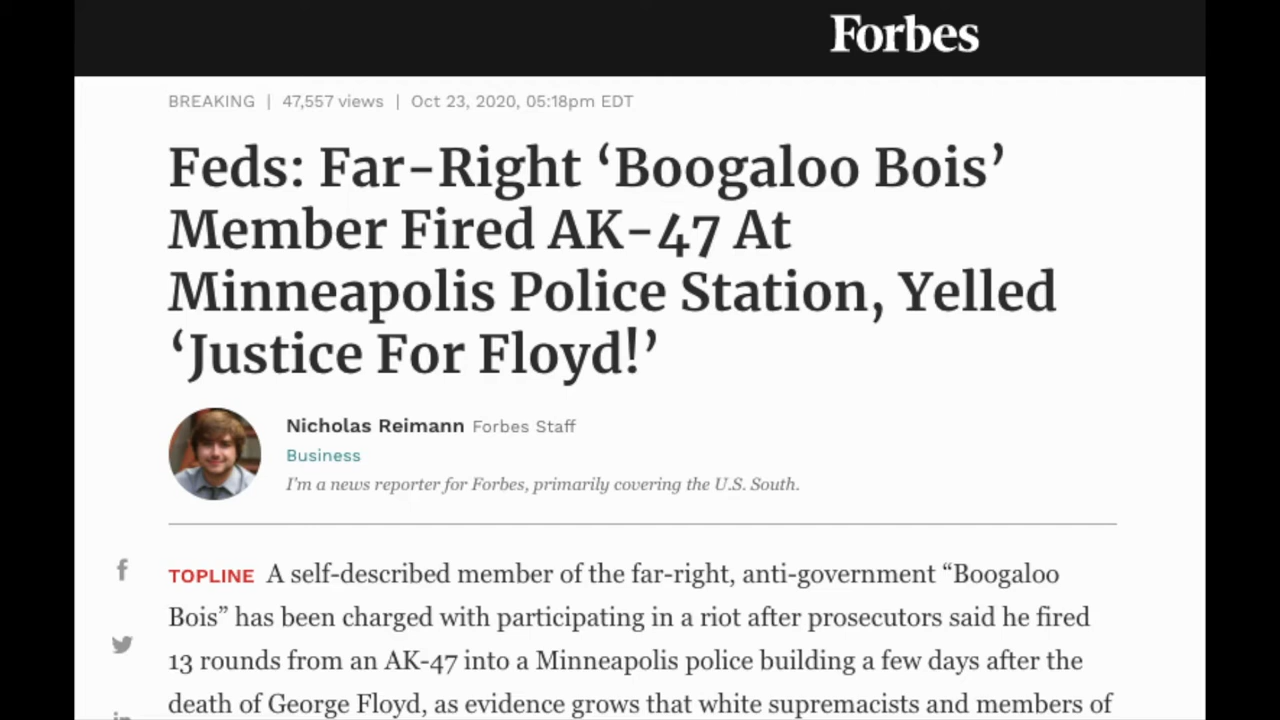 Forbes
BREAKING | 47,557 views | Oct 23, 2020, 05:18pm EDT
Feds: Far-Right ‘Boogaloo Bois’
Member Fired AK-47 At
Minneapolis Police Station, Yelled
‘Justice For Floyd!’
Nicholas Reimann Forbes Staff
Business
I'm a news reporter for Forbes, primarily covering the U.S. South.
TOPLINE A self-described member of the far-right, anti-government “Boogaloo
Bois” has been charged with participating in a riot after prosecutors said he fired
13 rounds from an AK-47 into a Minneapolis police building a few days after the
death of George Floyd, as evidence grows that white supremacists and members of